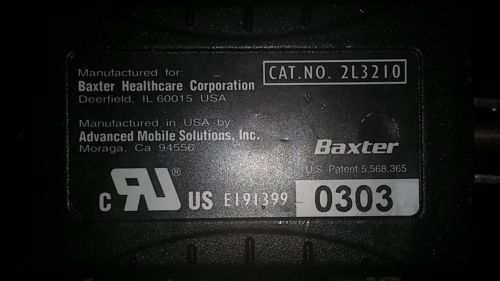 Manufactured for:
Baxter Healthcare Corporation
Deerfield, IL 60015 USA
CAT.NO. 2L3210
Manufactured in USA by:
Advanced Mobile Solutions, Inc.
Moraga, Ca 94556
Baxter
U.S. Patent 5,568,365
c RU ® US E191399
0303